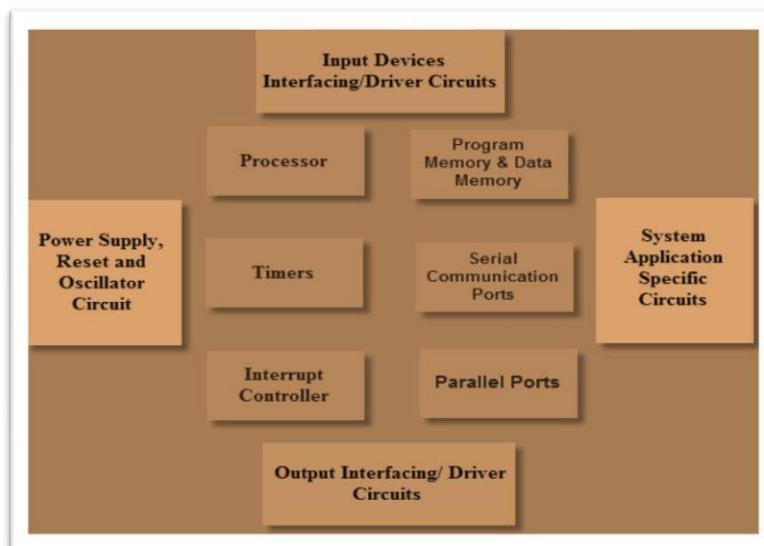 Input Devices
Interfacing/Driver Circuits
Processor
Program
Memory & Data
Memory
Power Supply,
Reset and
Oscillator
Circuit
Timers
Serial
Communication
Ports
System
Application
Specific
Circuits
Interrupt
Controller
Parallel Ports
Output Interfacing/ Driver
Circuits